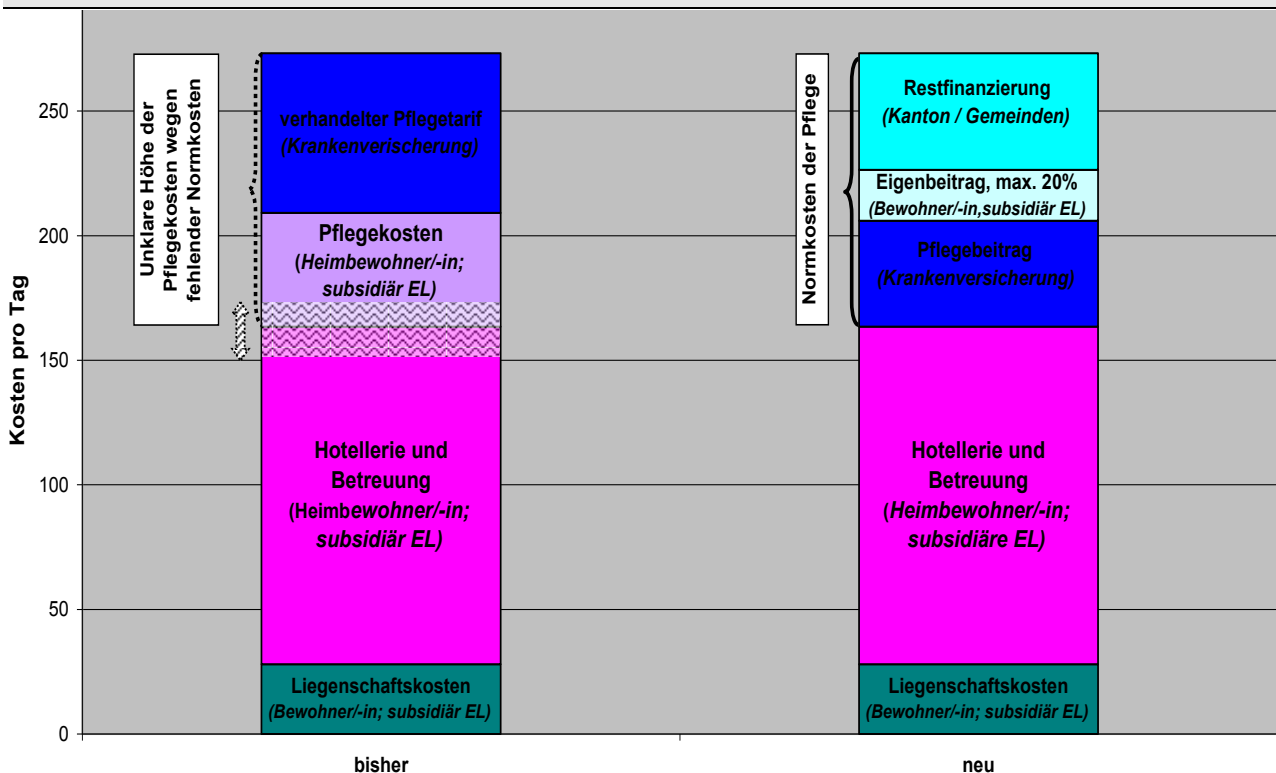 Kosten pro Tag
250
200
150
100
50
0
Unklare Höhe der
Pflegekosten wegen
fehlender Normkosten
verhandelter Pflegetarif
(Krankenverischerung)
Pflegekosten
(Heimbewohner/-in;
subsidiär EL)
Hotellerie und
Betreuung
(Heimbewohner/-in;
subsidiär EL)
Liegenschaftskosten
(Bewohner/-in; subsidiär EL)
bisher
Normkosten der Pflege
Restfinanzierung
(Kanton / Gemeinden)
Eigenbeitrag, max. 20%
(Bewohner/-in,subsidiär EL)
Pflegebeitrag
(Krankenversicherung)
Hotellerie und
Betreuung
(Heimbewohner/-in;
subsidiäre EL)
Liegenschaftskosten
(Bewohner/-in; subsidiär EL)
neu